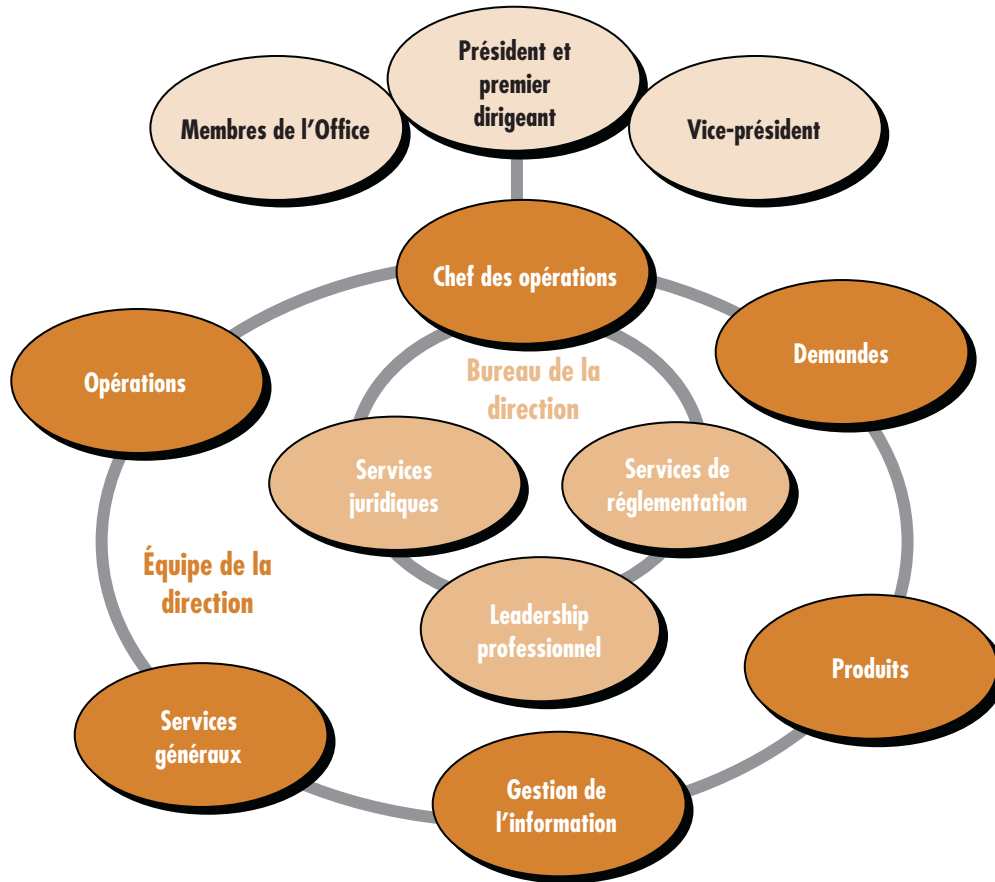 Président et
premier
dirigeant
Membres de l'Office
Vice-président
Chef des opérations
Demandes
Opérations
Bureau de la
direction
Services
juridiques
Services de
réglementation
Équipe de la
direction
Leadership
professionnel
Produits
Services
généraux
Gestion de
l'information